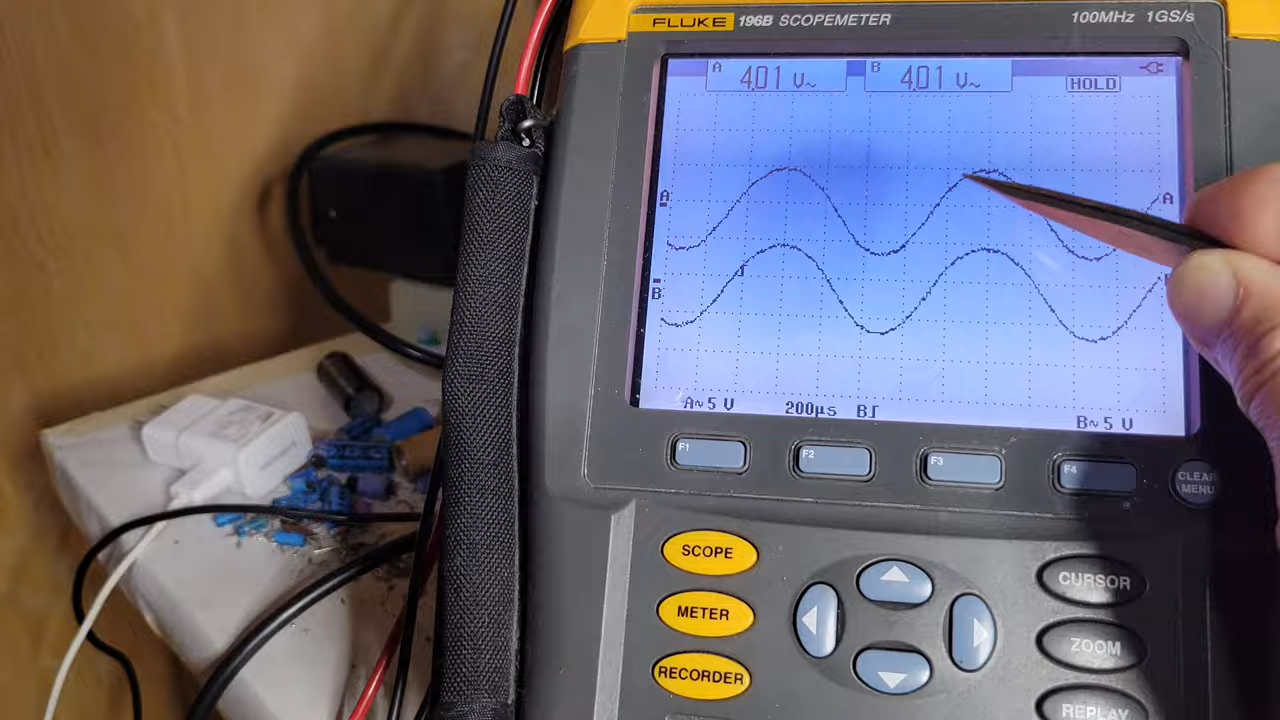 FLUKE 196B SCOPEMETER 100MHz 1GS/s
A 4.01 V~ B 4.01 V~
HOLD
A A
B
A~5 V 200µs B∫ B~5 V
F1 F2 F3 F4
CLEAR
MENU
SCOPE
METER
RECORDER
CURSOR
ZOOM
REPLAY